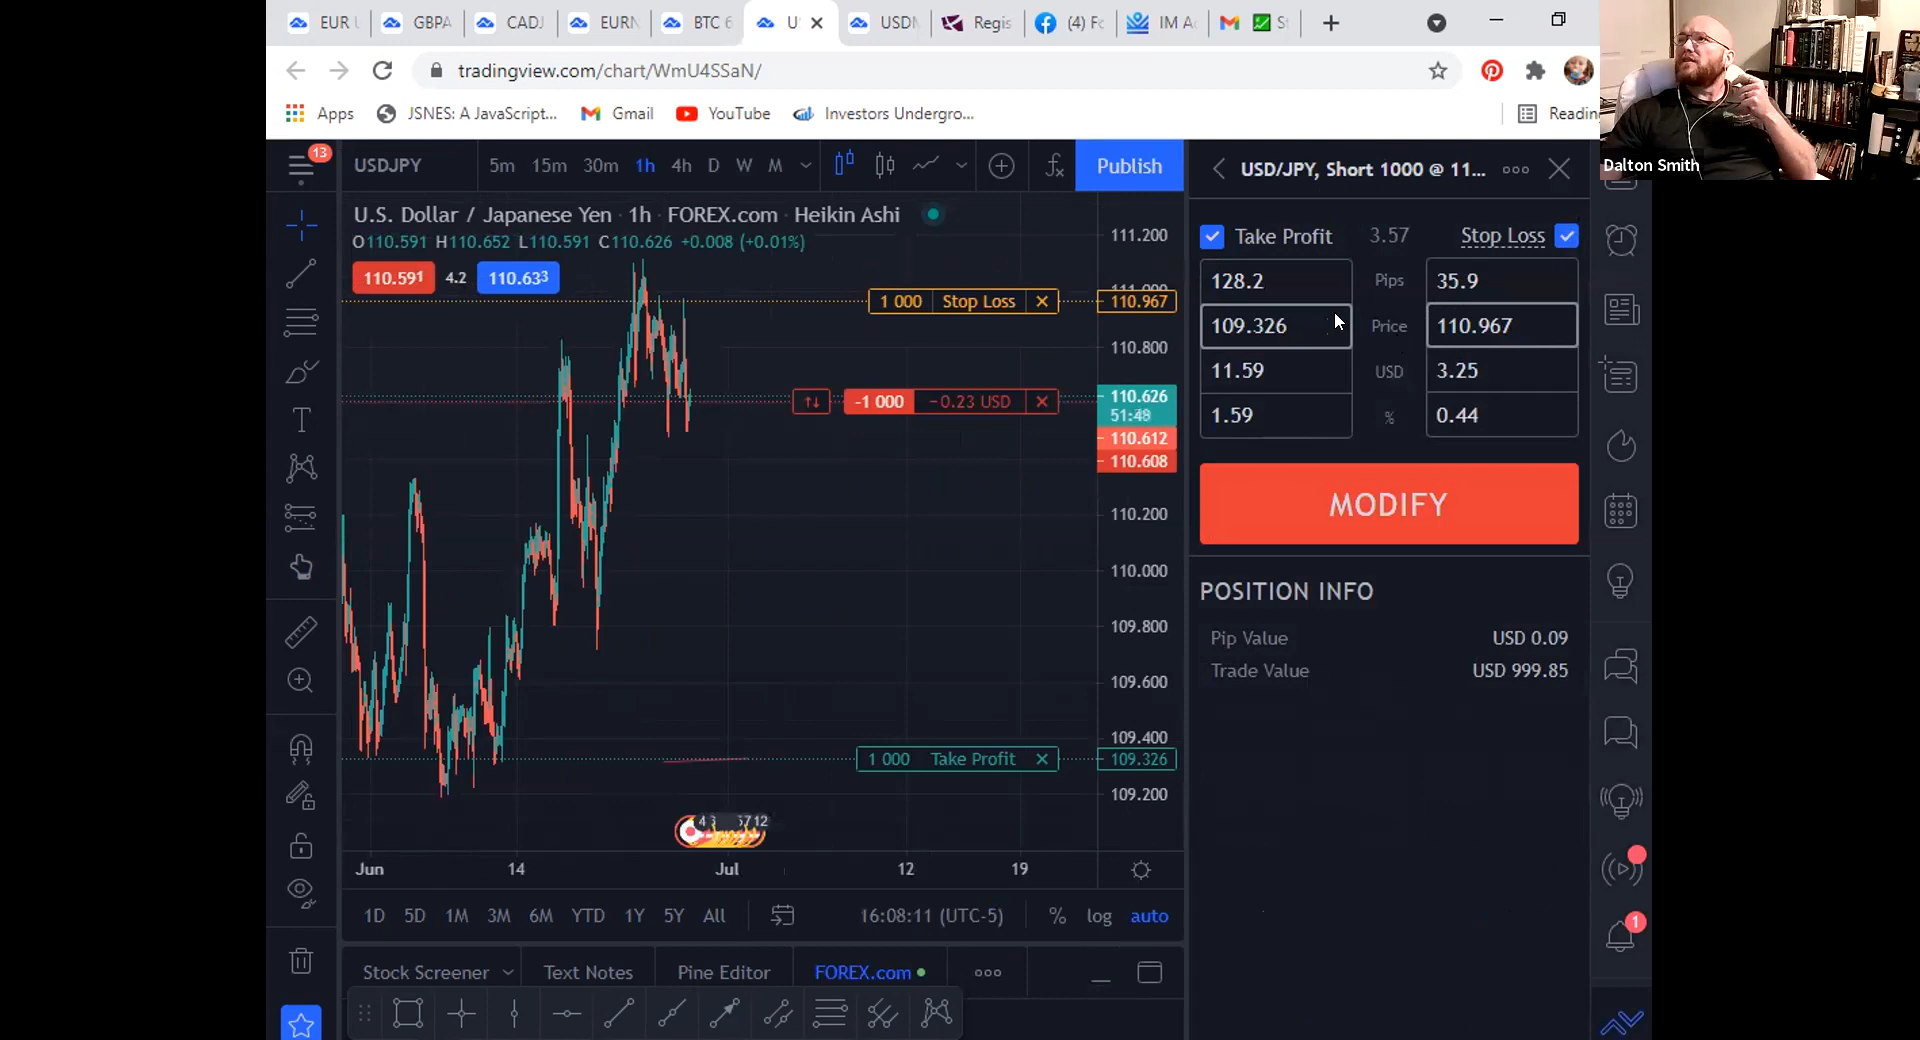 EUR U
GBPA
CADJ
EURN
BTC 6
U
USDM
Regis
(4) Fo
IM Ac
S
tradingview.com/chart/WmU4SSaN/
Apps
JSNES: A JavaScript...
Gmail
YouTube
Investors Undergro...
Readin
Dalton Smith
13
USDJPY
5m 15m 30m 1h 4h D W M
Publish
USD/JPY, Short 1000 @ 11...
U.S. Dollar / Japanese Yen · 1h · FOREX.com · Heikin Ashi
O110.591 H110.652 L110.591 C110.626 +0.008 (+0.01%)
110.591 4.2 110.633
Take Profit 3.57 Stop Loss
128.2 Pips 35.9
109.326 Price 110.967
11.59 USD 3.25
1.59 % 0.44
MODIFY
POSITION INFO
Pip Value USD 0.09
Trade Value USD 999.85
1 000 Stop Loss
-1 000 -0.23 USD
1 000 Take Profit
111.200
110.967
110.800
110.626
51:48
110.612
110.608
110.200
110.000
109.800
109.600
109.400
109.326
109.200
Jun 14 Jul 12 19
1D 5D 1M 3M 6M YTD 1Y 5Y All
16:08:11 (UTC-5)
% log auto
Stock Screener
Text Notes
Pine Editor
FOREX.com
1